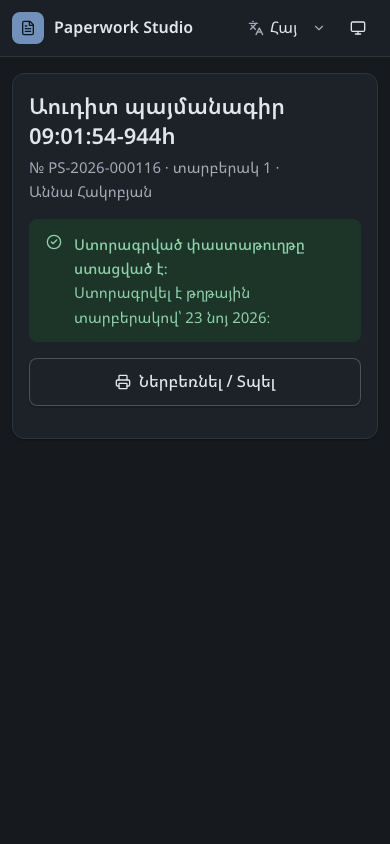 Paperwork Studio
Հայ
Աուդիտ պայմանագիր
09:01:54-944h
№ PS-2026-000116 · տարբերակ 1 ·
Աննա Հակոբյան
Ստորագրված փաստաթուղթը
ստացված է։
Ստորագրվել է թղթային
տարբերակով՝ 23 նոյ 2026։
Ներբեռնել / Տպել